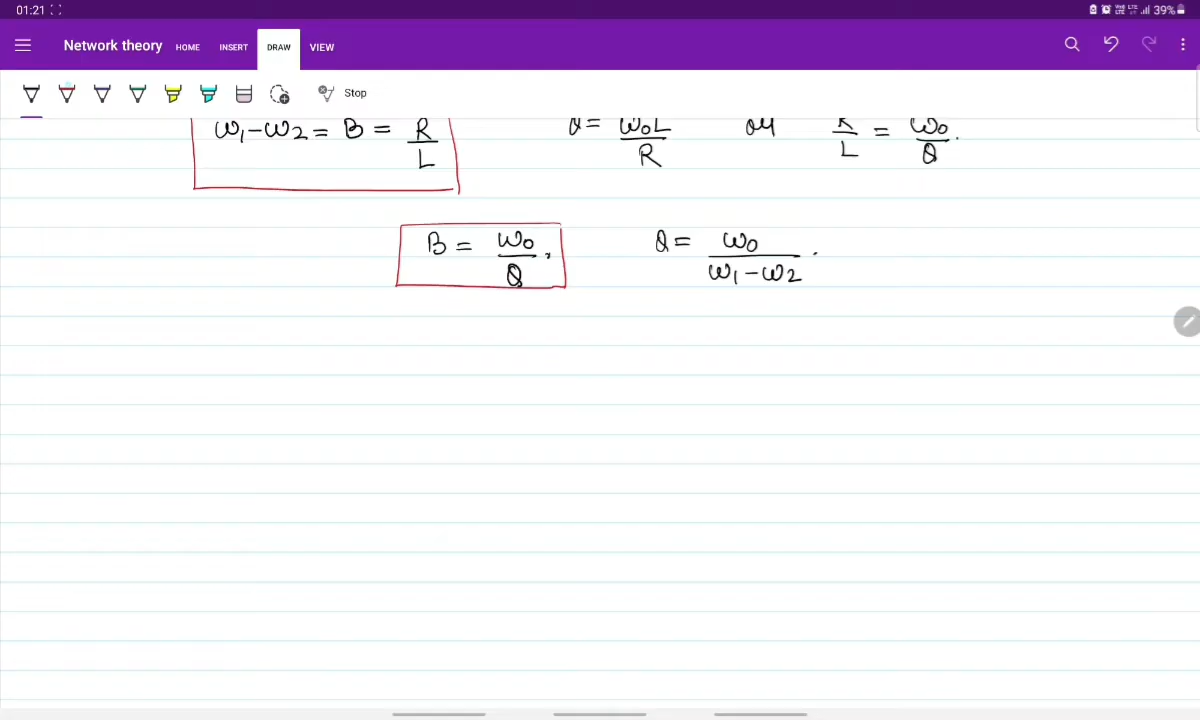 01:21 39%
Network theory HOME INSERT DRAW VIEW
Stop
ω₁-ω₂ = B = R/L Q = ω₀L/R or R/L = ω₀/Q.
B = ω₀/Q, Q = ω₀/(ω₁-ω₂).